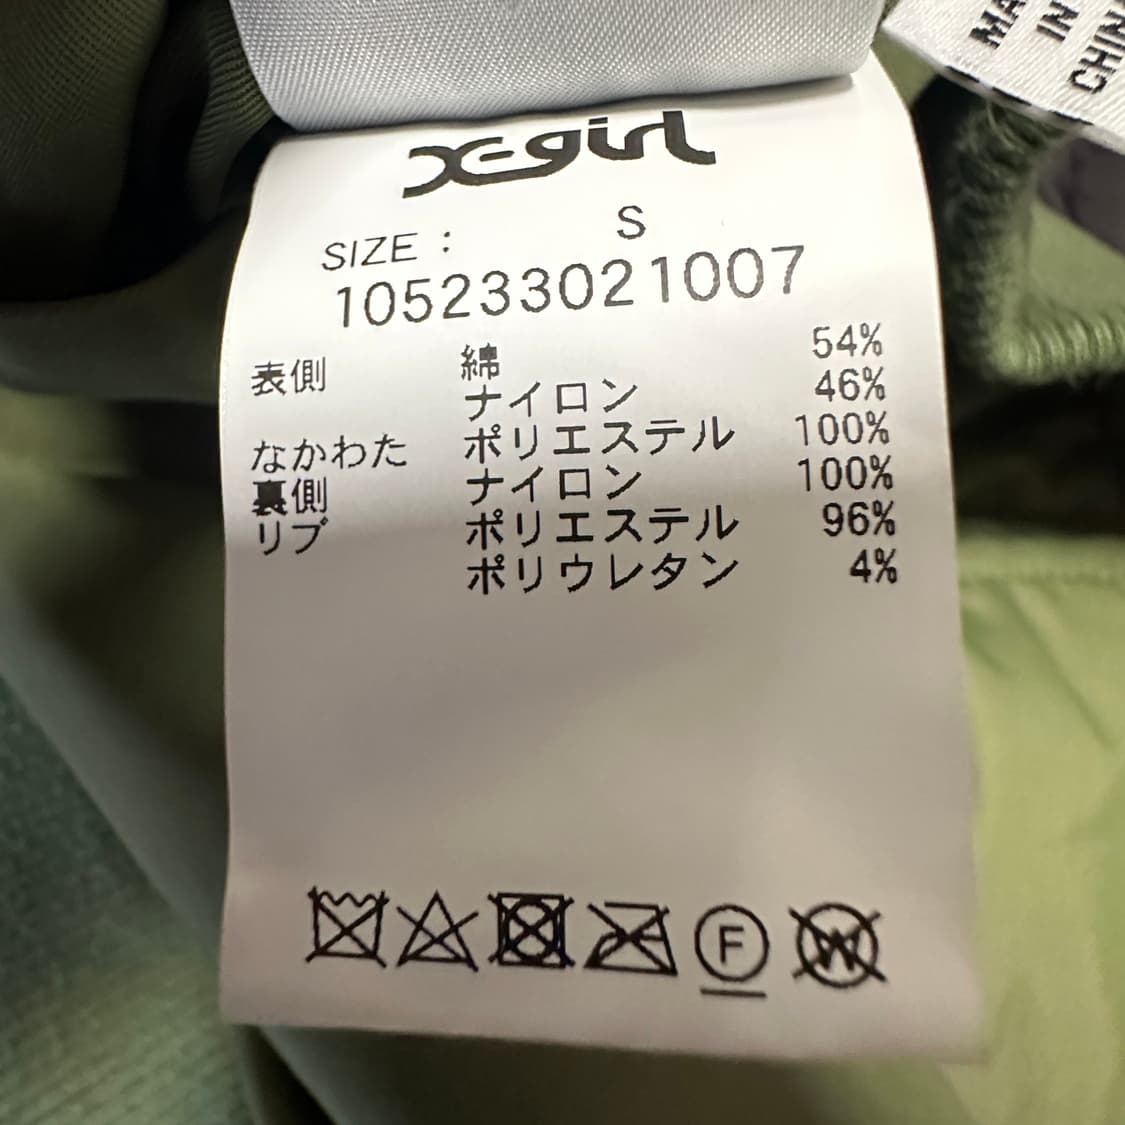 MA
IN
CHIN
X-girl
SIZE : S
105233021007
表側 綿 54%
ナイロン 46%
なかわた ポリエステル 100%
裏側 ナイロン 100%
リブ ポリエステル 96%
ポリウレタン 4%
F
W